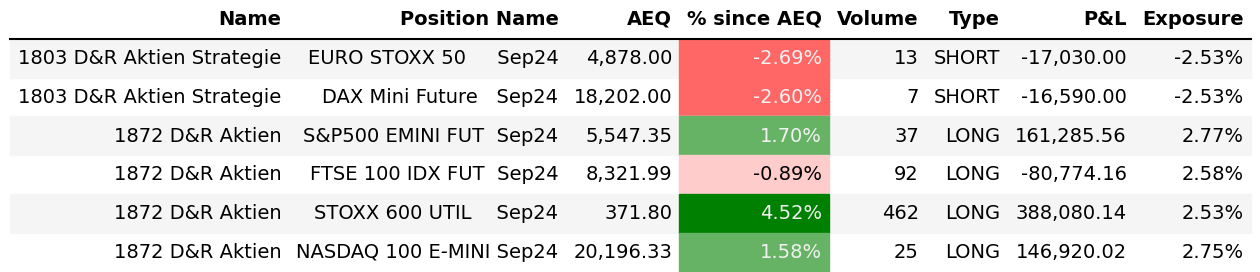 Name Position Name AEQ % since AEQ Volume Type P&L Exposure
1803 D&R Aktien Strategie EURO STOXX 50 Sep24 4,878.00 -2.69% 13 SHORT -17,030.00 -2.53%
1803 D&R Aktien Strategie DAX Mini Future Sep24 18,202.00 -2.60% 7 SHORT -16,590.00 -2.53%
1872 D&R Aktien S&P500 EMINI FUT Sep24 5,547.35 1.70% 37 LONG 161,285.56 2.77%
1872 D&R Aktien FTSE 100 IDX FUT Sep24 8,321.99 -0.89% 92 LONG -80,774.16 2.58%
1872 D&R Aktien STOXX 600 UTIL Sep24 371.80 4.52% 462 LONG 388,080.14 2.53%
1872 D&R Aktien NASDAQ 100 E-MINI Sep24 20,196.33 1.58% 25 LONG 146,920.02 2.75%